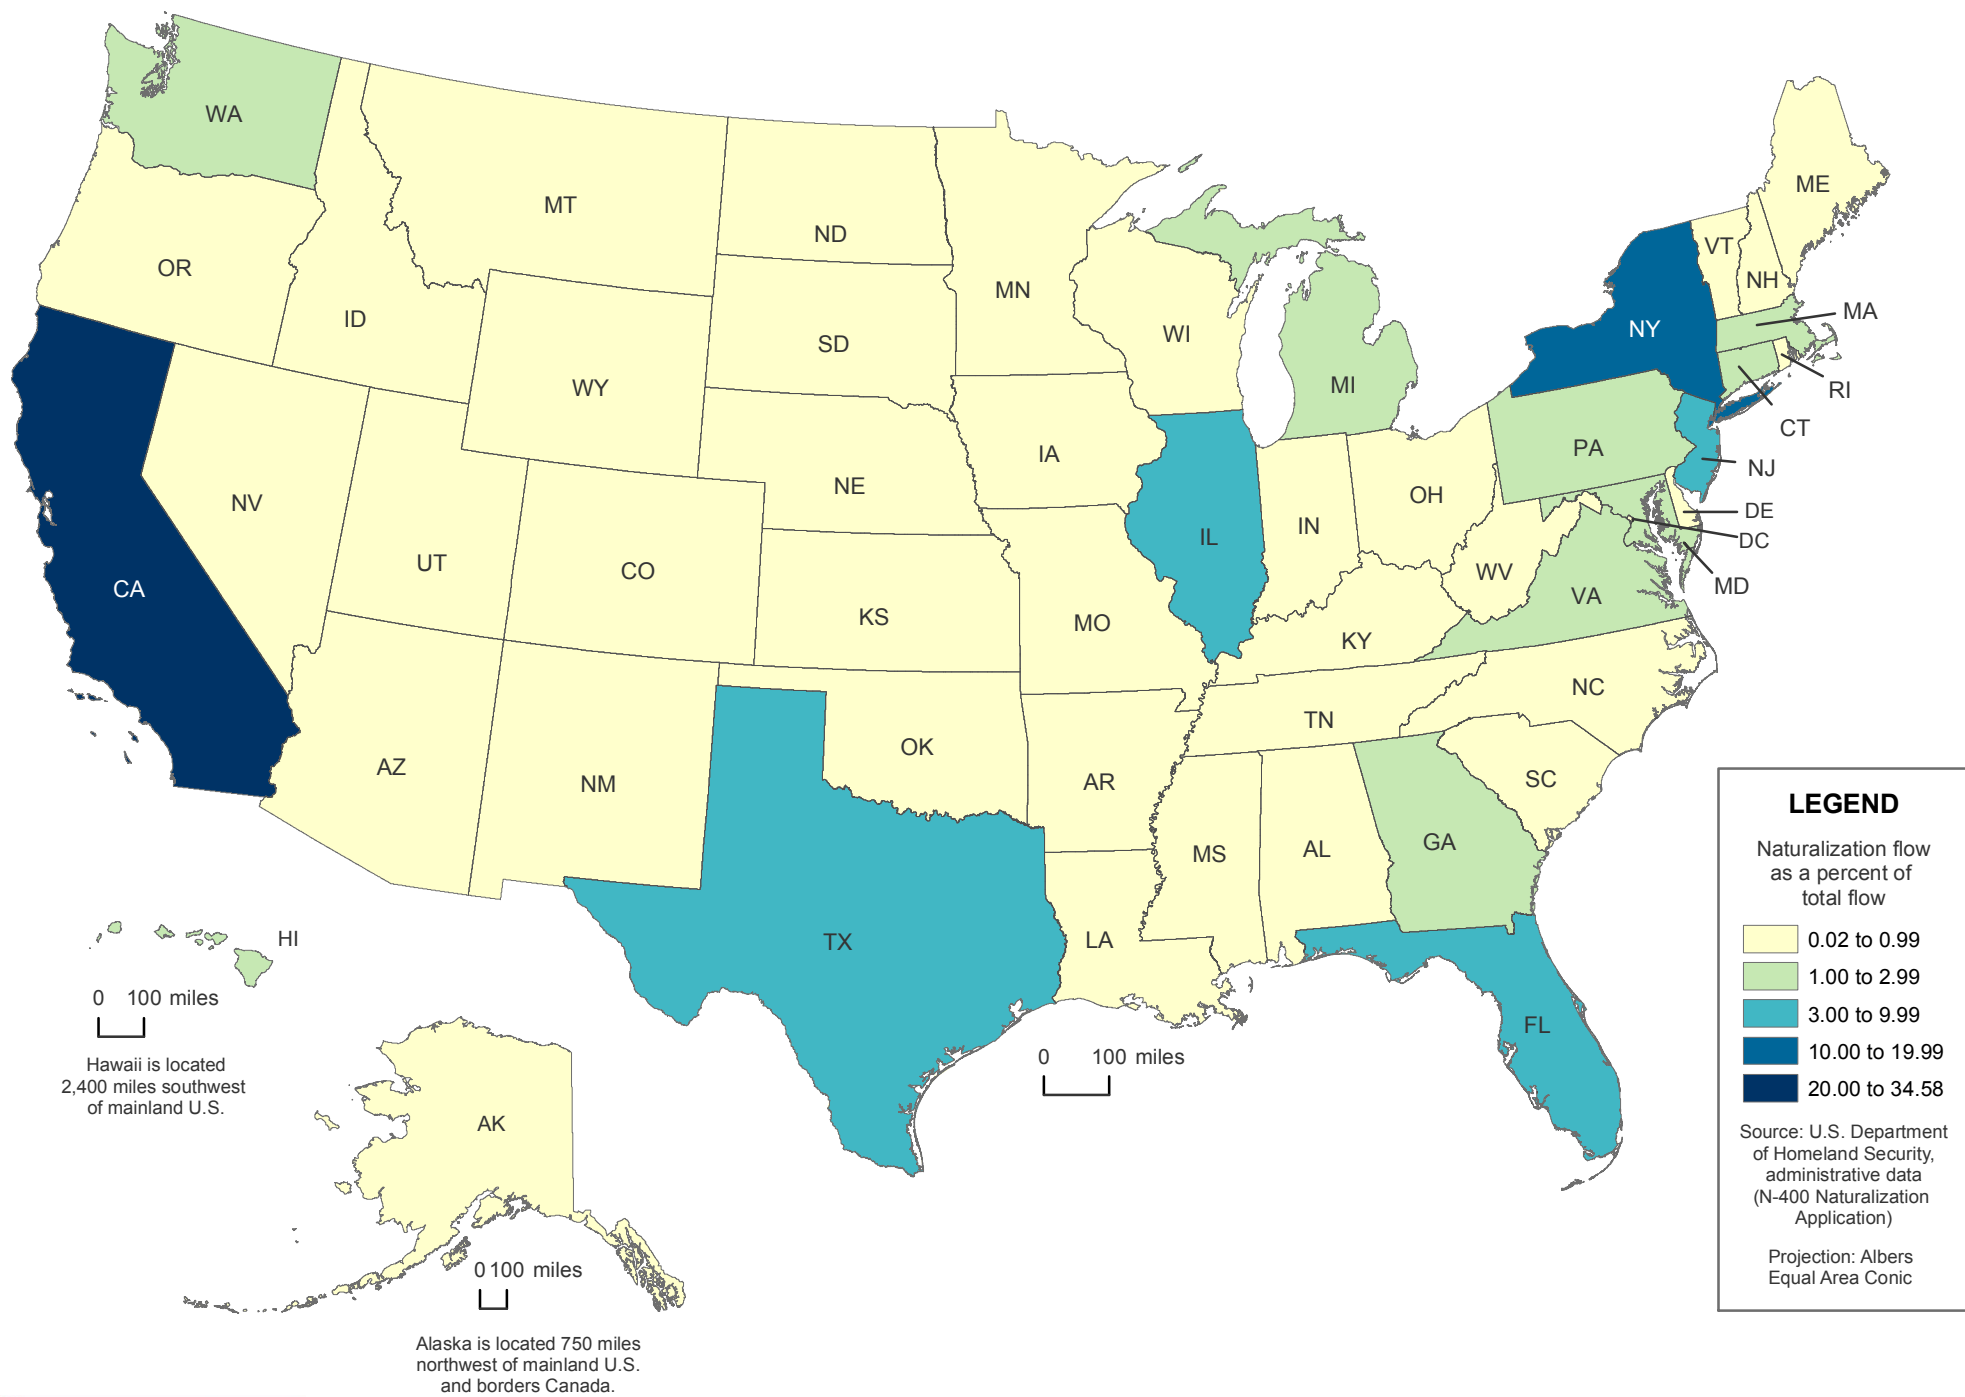 WA
MT
ND
ME
OR
ID
MN
VT
NH
WI
NY
MA
SD
WY
MI
RI
CT
IA
PA
NJ
NE
OH
NV
IN
DE
DC
IL
UT
CO
WV
MD
CA
VA
KS
MO
KY
NC
TN
OK
AZ
NM
AR
SC
MS
AL
GA
LA
TX
FL
HI
0 100 miles
Hawaii is located
2,400 miles southwest
of mainland U.S.
AK
0 100 miles
Alaska is located 750 miles
northwest of mainland U.S.
and borders Canada.
0 100 miles
LEGEND
Naturalization flow
as a percent of
total flow
0.02 to 0.99
1.00 to 2.99
3.00 to 9.99
10.00 to 19.99
20.00 to 34.58
Source: U.S. Department
of Homeland Security,
administrative data
(N-400 Naturalization
Application)
Projection: Albers
Equal Area Conic